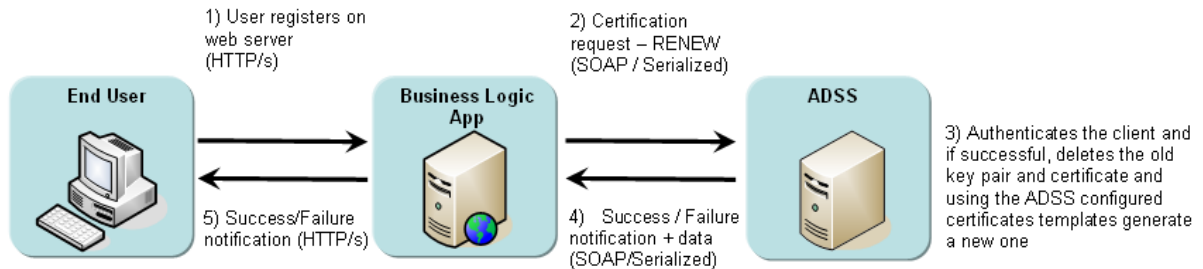 1) User registers on
web server
(HTTP/s)
2) Certification
request – RENEW
(SOAP / Serialized)
End User
Business Logic
App
ADSS
3) Authenticates the client and
if successful, deletes the old
key pair and certificate and
using the ADSS configured
certificates templates generate
a new one
5) Success/Failure
notification (HTTP/s)
4) Success / Failure
notification + data
(SOAP/Serialized)